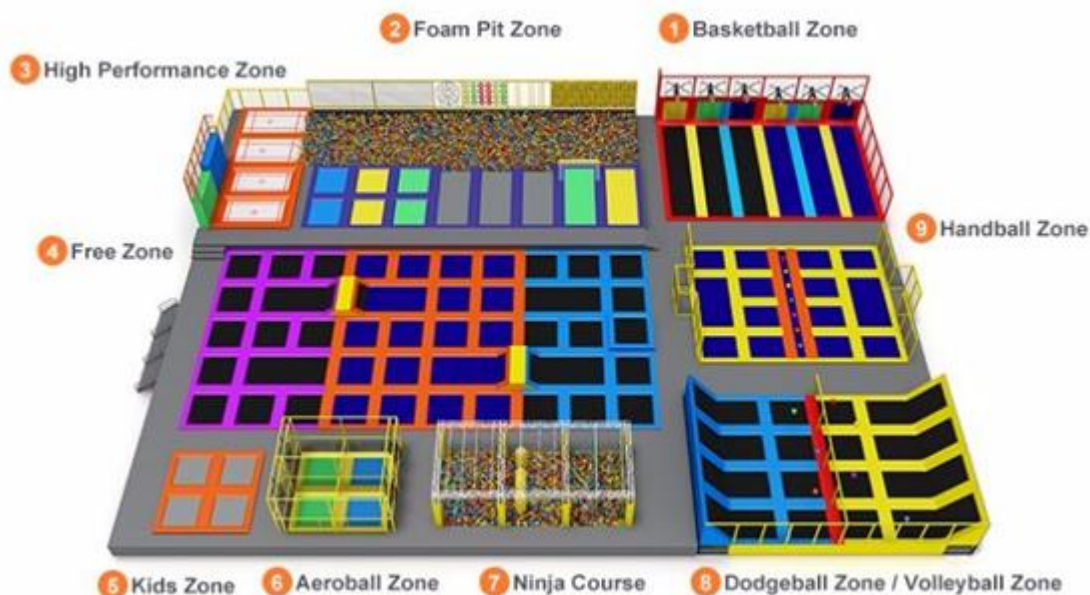 2 Foam Pit Zone
1 Basketball Zone
3 High Performance Zone
9 Handball Zone
4 Free Zone
5 Kids Zone
6 Aeroball Zone
7 Ninja Course
8 Dodgeball Zone / Volleyball Zone